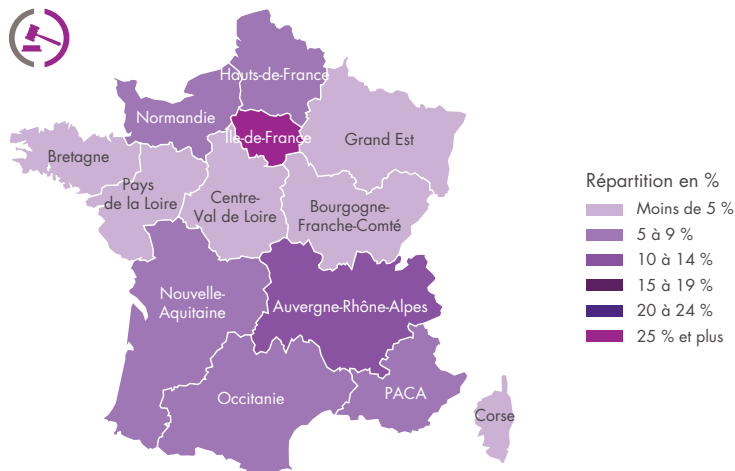 Hauts-de-France
Normandie
Île-de-France
Grand Est
Bretagne
Pays
de la Loire
Centre-
Val de Loire
Bourgogne-
Franche-Comté
Nouvelle-
Aquitaine
Auvergne-Rhône-Alpes
Occitanie
PACA
Corse
Répartition en %
Moins de 5 %
5 à 9 %
10 à 14 %
15 à 19 %
20 à 24 %
25 % et plus